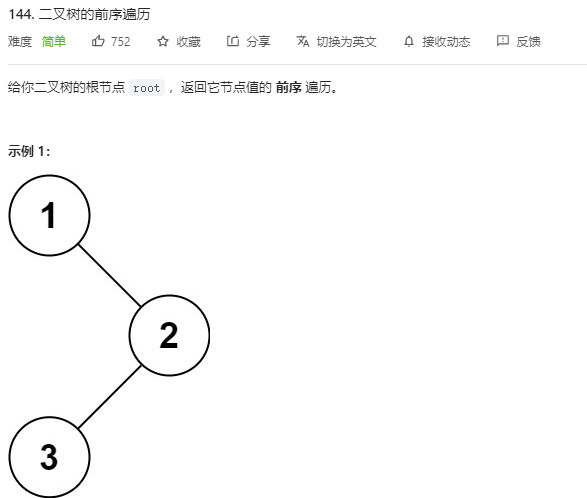 144. 二叉树的前序遍历
难度 简单 752 收藏 分享 切换为英文 接收动态 反馈
给你二叉树的根节点 root ，返回它节点值的 前序 遍历。
示例 1：
1
2
3